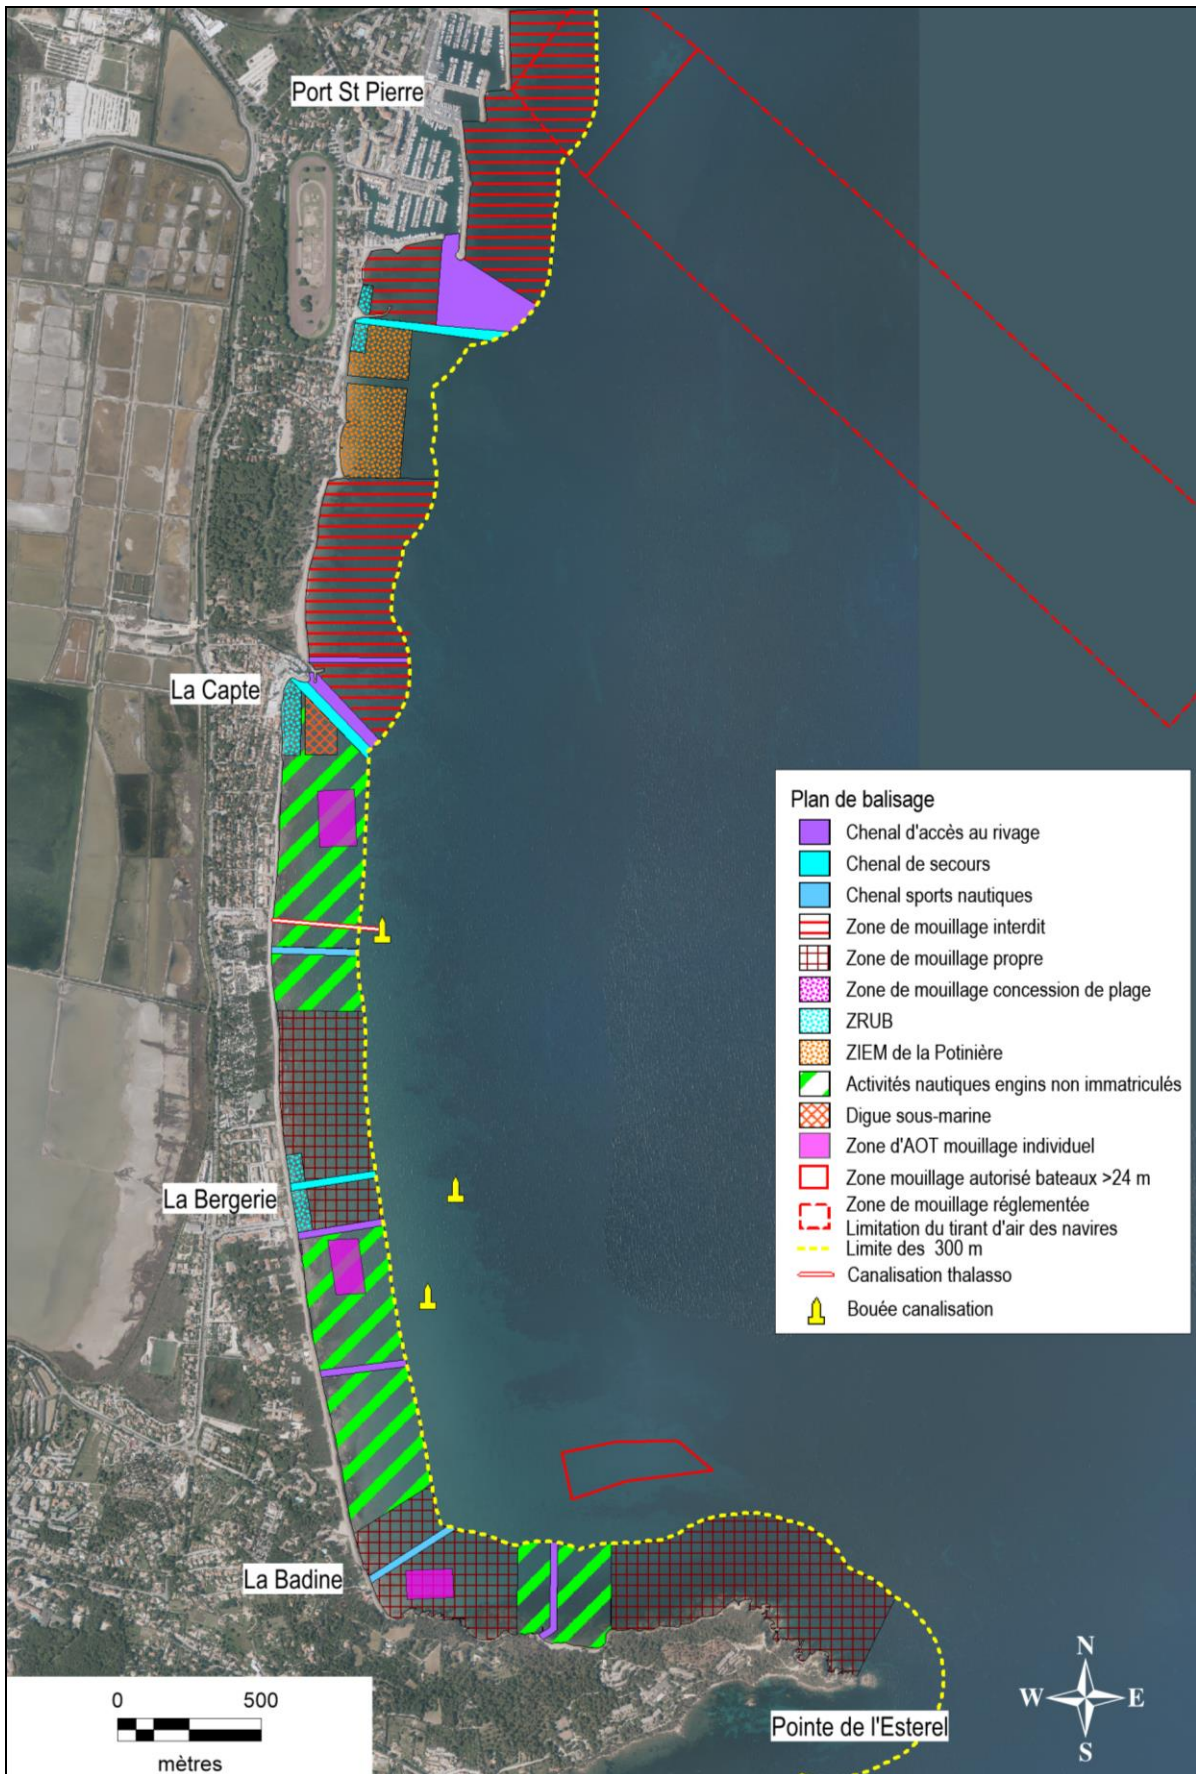 Port St Pierre
La Capte
Plan de balisage
Chenal d'accès au rivage
Chenal de secours
Chenal sports nautiques
Zone de mouillage interdit
Zone de mouillage propre
Zone de mouillage concession de plage
ZRUB
ZIEM de la Potinière
Activités nautiques engins non immatriculés
Digue sous-marine
Zone d'AOT mouillage individuel
Zone mouillage autorisé bateaux >24 m
Zone de mouillage réglementée
Limitation du tirant d'air des navires
Limite des 300 m
Canalisation thalasso
Bouée canalisation
La Bergerie
La Badine
Pointe de l'Esterel
0 500
mètres
N
W E
S